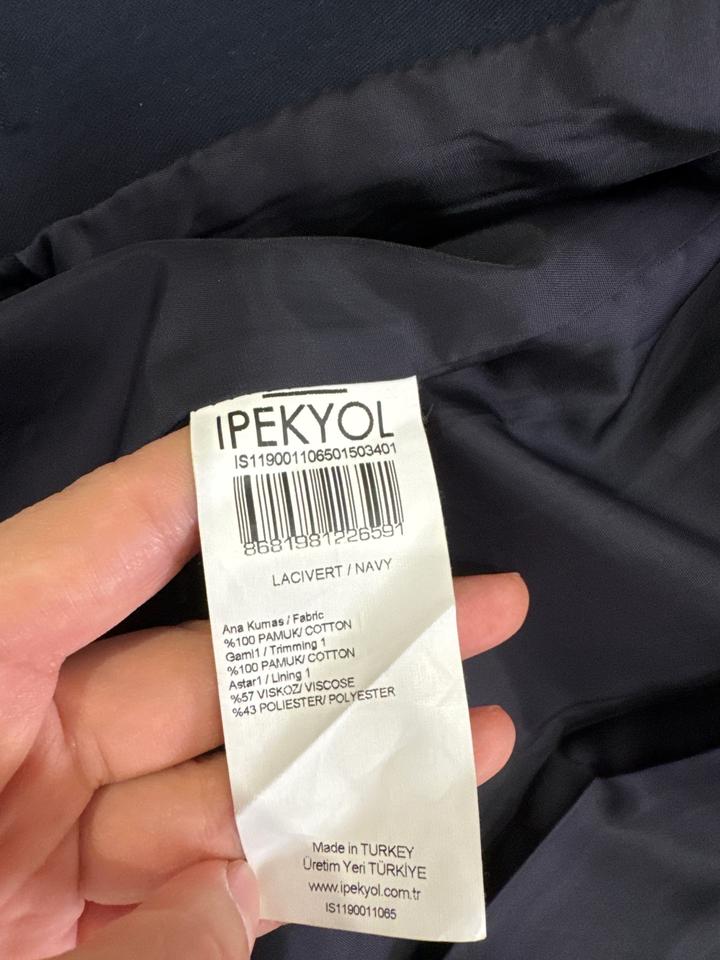 IPEKYOL
IS119001106501503401
8681981226591
LACIVERT / NAVY
Ana Kumas / Fabric
%100 PAMUK/ COTTON
Garni1 / Trimming 1
%100 PAMUK/ COTTON
Astar1 / Lining 1
%57 VISKOZ/ VISCOSE
%43 POLIESTER/ POLYESTER
Made in TURKEY
Üretim Yeri TÜRKİYE
www.ipekyol.com.tr
IS1190011065